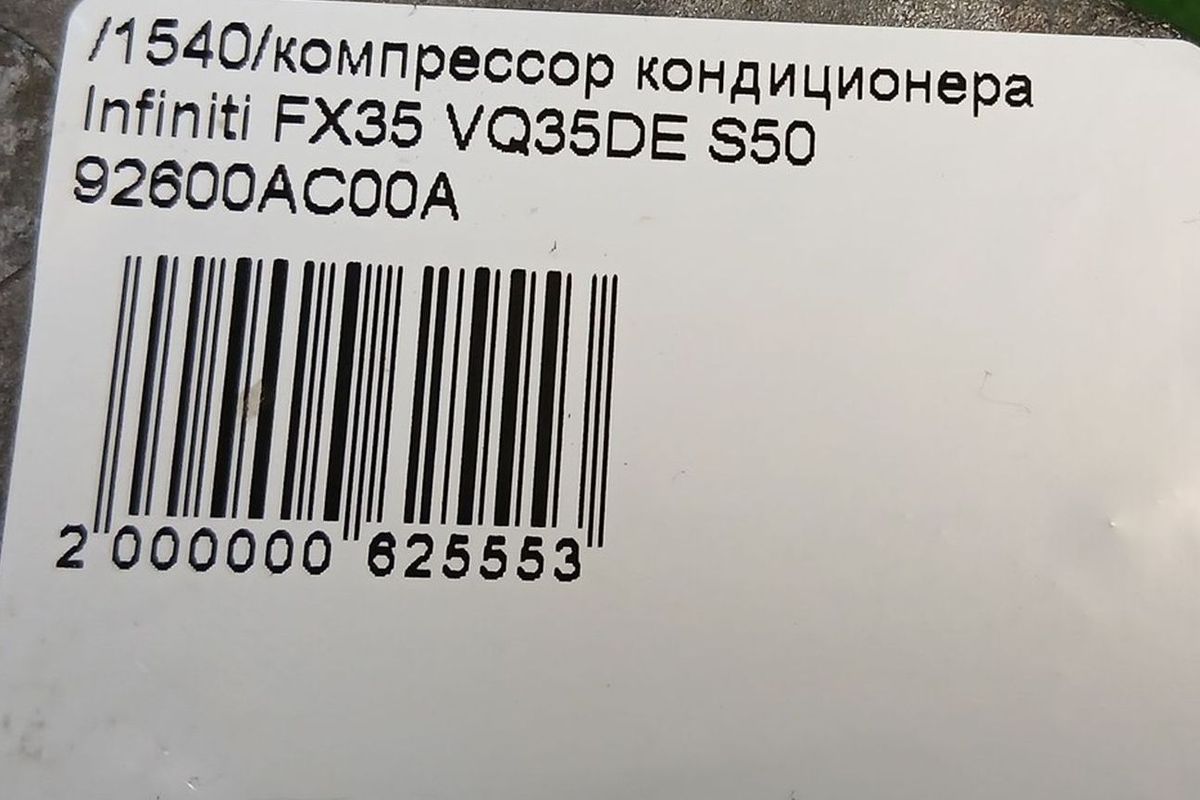 /1540/компрессор кондиционера
Infiniti FX35 VQ35DE S50
92600AC00A
2 000000 625553